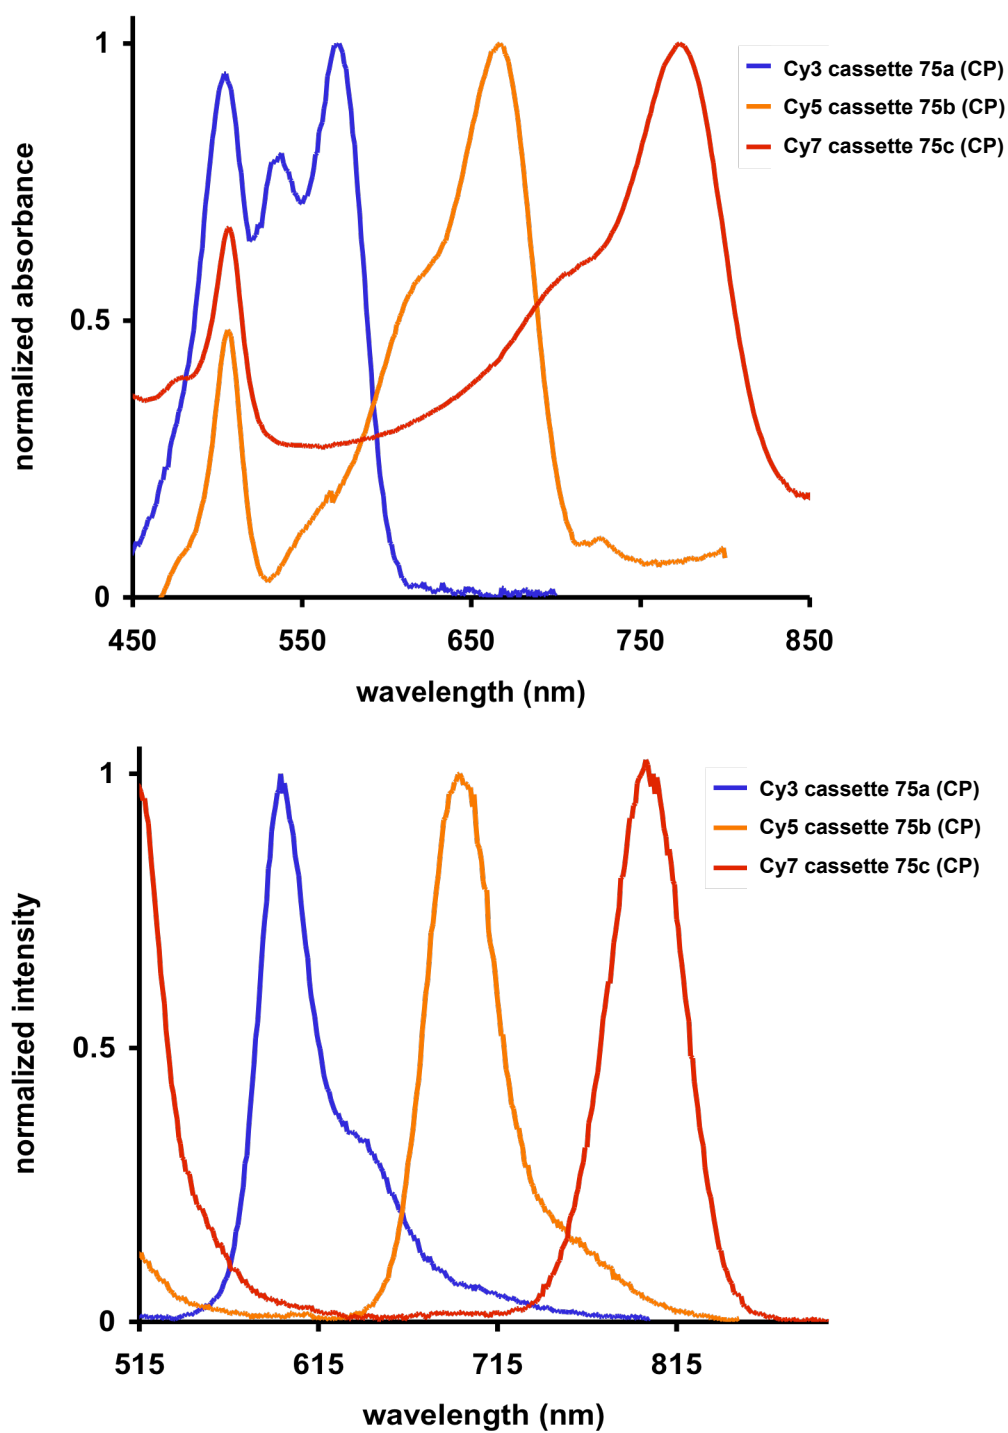 1
Cy3 cassette 75a (CP)
Cy5 cassette 75b (CP)
Cy7 cassette 75c (CP)
normalized absorbance
0.5
0
450 550 650 750 850
wavelength (nm)
1
Cy3 cassette 75a (CP)
Cy5 cassette 75b (CP)
Cy7 cassette 75c (CP)
normalized intensity
0.5
0
515 615 715 815
wavelength (nm)